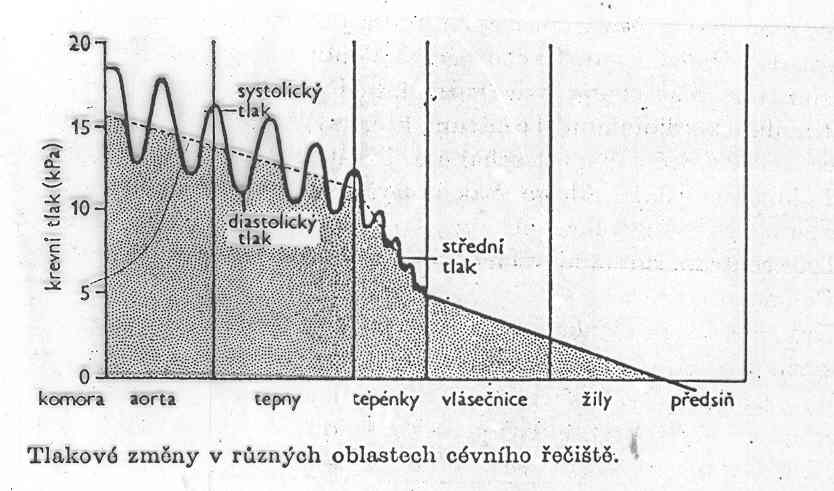 20
15
10
5
0
krevní tlak (kPa)
systolický
tlak
diastolický
tlak
střední
tlak
komora aorta tepny tepénky vlásečnice žíly předsíň
Tlakové změny v různých oblastech cévního řečiště.